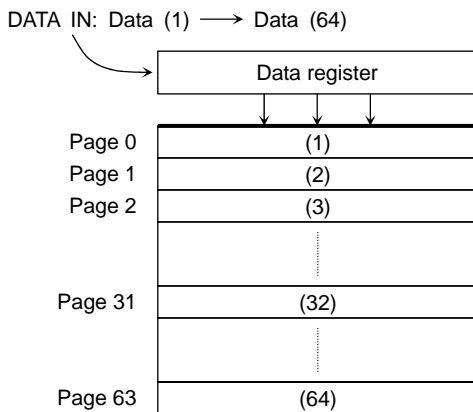 DATA IN: Data (1) ⟶ Data (64)
Data register
Page 0 (1)
Page 1 (2)
Page 2 (3)
Page 31 (32)
Page 63 (64)